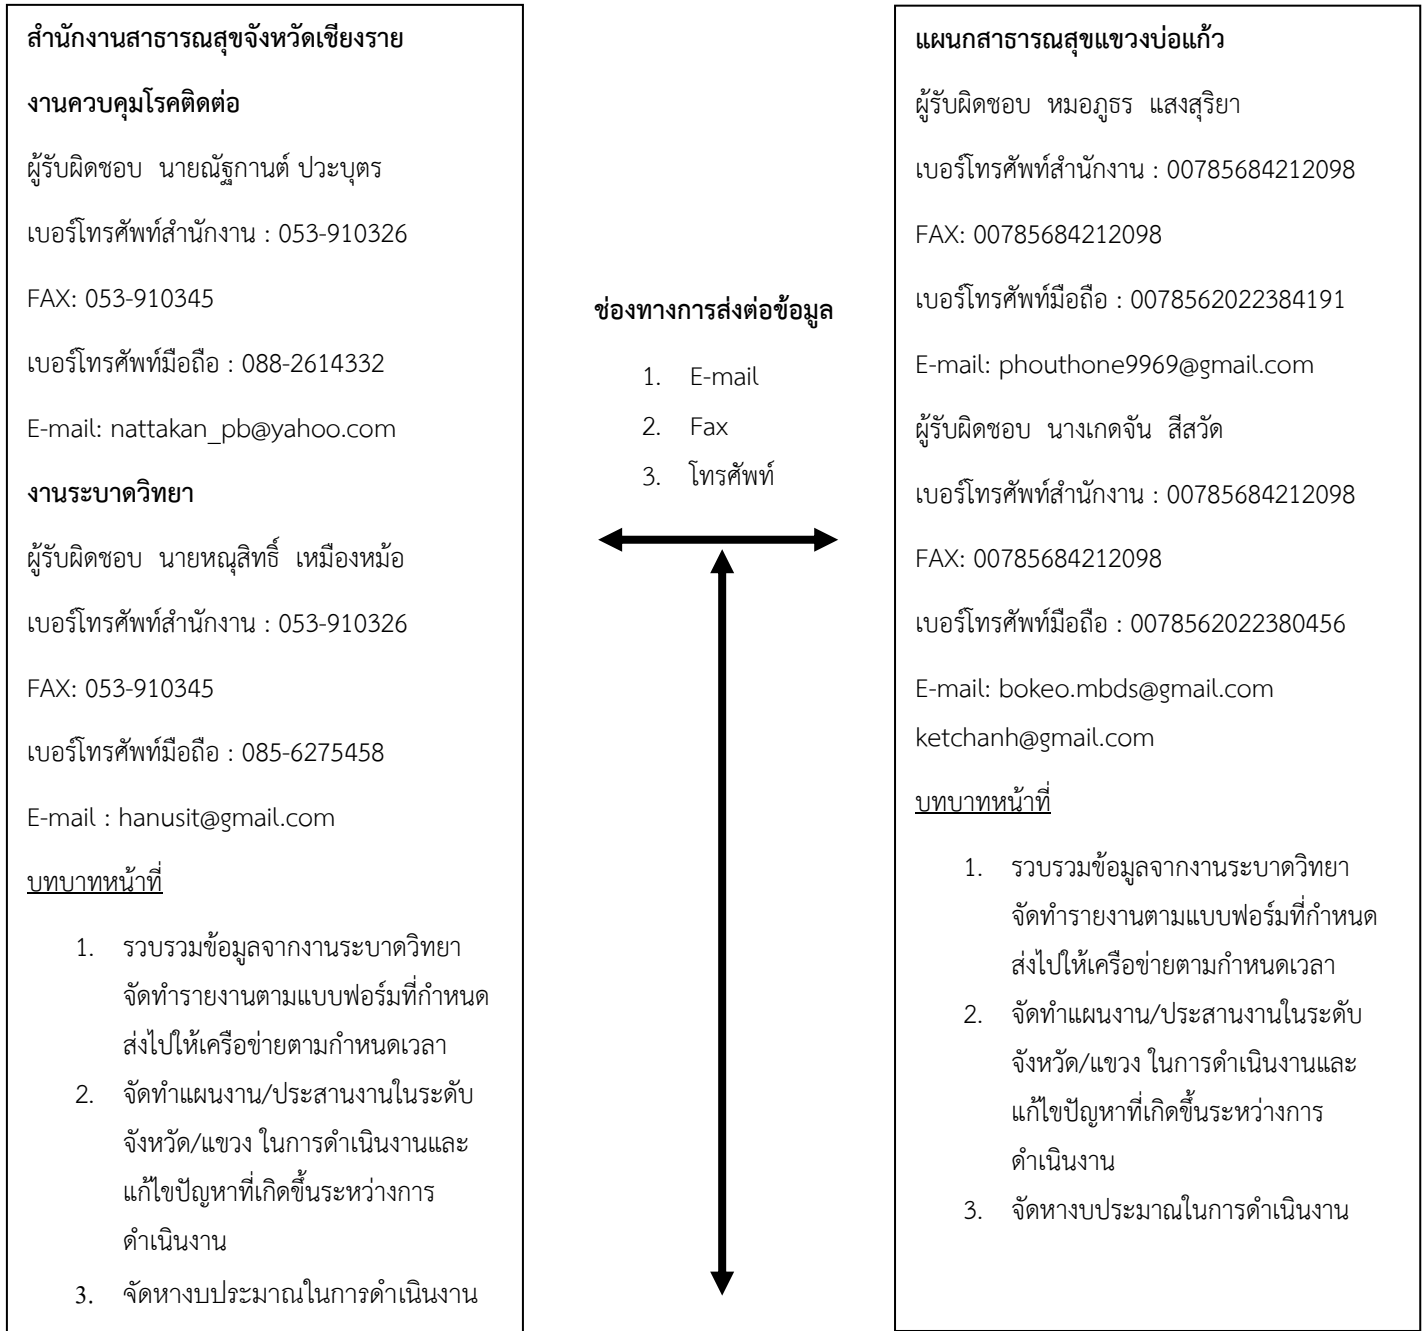 สำนักงานสาธารณสุขจังหวัดเชียงราย
งานควบคุมโรคติดต่อ
ผู้รับผิดชอบ นายณัฐกานต์ ปวะบุตร
เบอร์โทรศัพท์สำนักงาน : 053-910326
FAX: 053-910345
เบอร์โทรศัพท์มือถือ : 088-2614332
E-mail: nattakan_pb@yahoo.com
งานระบาดวิทยา
ผู้รับผิดชอบ นายหณุสิทธิ์ เหมืองหม้อ
เบอร์โทรศัพท์สำนักงาน : 053-910326
FAX: 053-910345
เบอร์โทรศัพท์มือถือ : 085-6275458
E-mail : hanusit@gmail.com
บทบาทหน้าที่
1. รวบรวมข้อมูลจากงานระบาดวิทยา
จัดทำรายงานตามแบบฟอร์มที่กำหนด
ส่งไปให้เครือข่ายตามกำหนดเวลา
2. จัดทำแผนงาน/ประสานงานในระดับ
จังหวัด/แขวง ในการดำเนินงานและ
แก้ไขปัญหาที่เกิดขึ้นระหว่างการ
ดำเนินงาน
3. จัดหางบประมาณในการดำเนินงาน
ช่องทางการส่งต่อข้อมูล
1. E-mail
2. Fax
3. โทรศัพท์
แผนกสาธารณสุขแขวงบ่อแก้ว
ผู้รับผิดชอบ หมอภูธร แสงสุริยา
เบอร์โทรศัพท์สำนักงาน : 00785684212098
FAX: 00785684212098
เบอร์โทรศัพท์มือถือ : 0078562022384191
E-mail: phouthone9969@gmail.com
ผู้รับผิดชอบ นางเกดจัน สีสวัด
เบอร์โทรศัพท์สำนักงาน : 00785684212098
FAX: 00785684212098
เบอร์โทรศัพท์มือถือ : 0078562022380456
E-mail: bokeo.mbds@gmail.com
ketchanh@gmail.com
บทบาทหน้าที่
1. รวบรวมข้อมูลจากงานระบาดวิทยา
จัดทำรายงานตามแบบฟอร์มที่กำหนด
ส่งไปให้เครือข่ายตามกำหนดเวลา
2. จัดทำแผนงาน/ประสานงานในระดับ
จังหวัด/แขวง ในการดำเนินงานและ
แก้ไขปัญหาที่เกิดขึ้นระหว่างการ
ดำเนินงาน
3. จัดหางบประมาณในการดำเนินงาน